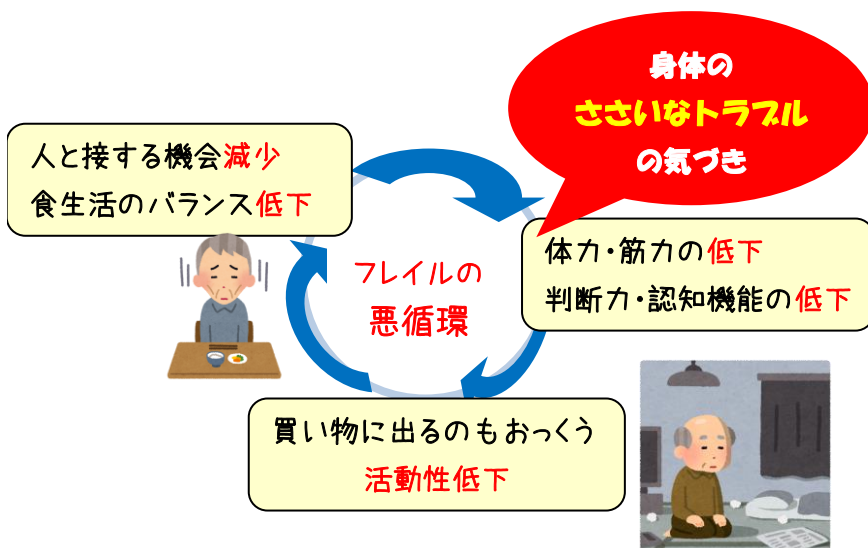 身体の
ささいなトラブル
の気づき
人と接する機会減少
食生活のバランス低下
フレイルの
悪循環
体力・筋力の低下
判断力・認知機能の低下
買い物に出るのもおっくう
活動性低下